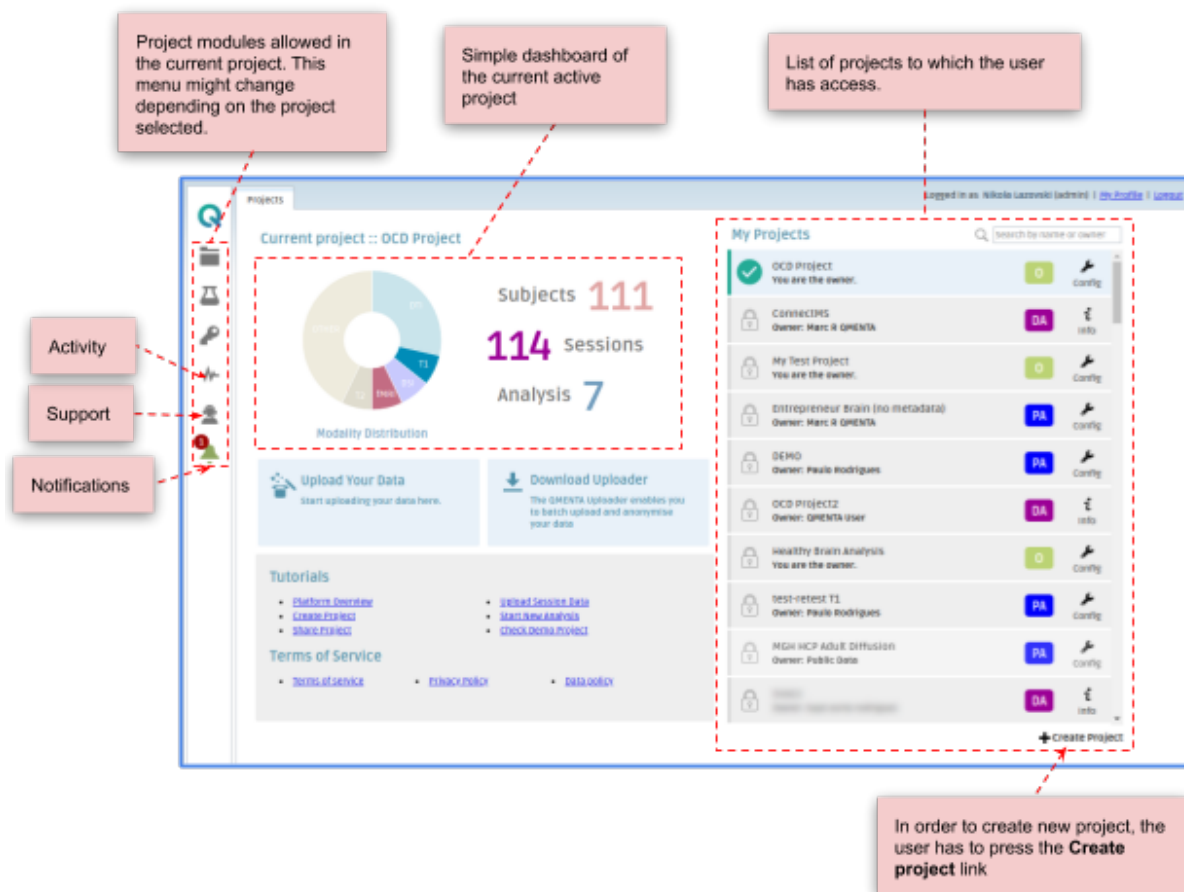 Project modules allowed in
the current project. This
menu might change
depending on the project
selected.
Simple dashboard of
the current active
project
List of projects to which the user
has access.
Activity
Support
Notifications
Projects
Logged in as Nikola Lazovski (admin) | My Profile | Logout
Current project :: OCD Project
Subjects 111
114 Sessions
Analysis 7
T1
T2
Modality Distribution
Upload Your Data
Start uploading your data here.
Download Uploader
The QMENTA Uploader enables you
to batch upload and anonymise
your data
Tutorials
Platform Overview
Create Project
Share Project
Upload Session Data
Start New Analysis
Check Demo Project
Terms of Service
Terms of service
Privacy Policy
Data policy
My Projects
Search by name or owner
OCD Project
You are the owner.
O
Config
ConnectMS
Owner: Marc R QMENTA
DA
Info
My Test Project
You are the owner.
O
Config
Entrepreneur Brain (no metadata)
Owner: Marc R QMENTA
PA
Config
DEMO
Owner: Paulo Rodrigues
PA
Config
OCD Project2
Owner: QMENTA User
DA
Info
Healthy Brain Analysis
You are the owner.
O
Config
test-retest T1
Owner: Paulo Rodrigues
PA
Config
MGH HCP Adult Diffusion
Owner: Public Data
PA
Config
DA
Info
Create Project
In order to create new project, the
user has to press the Create
project link